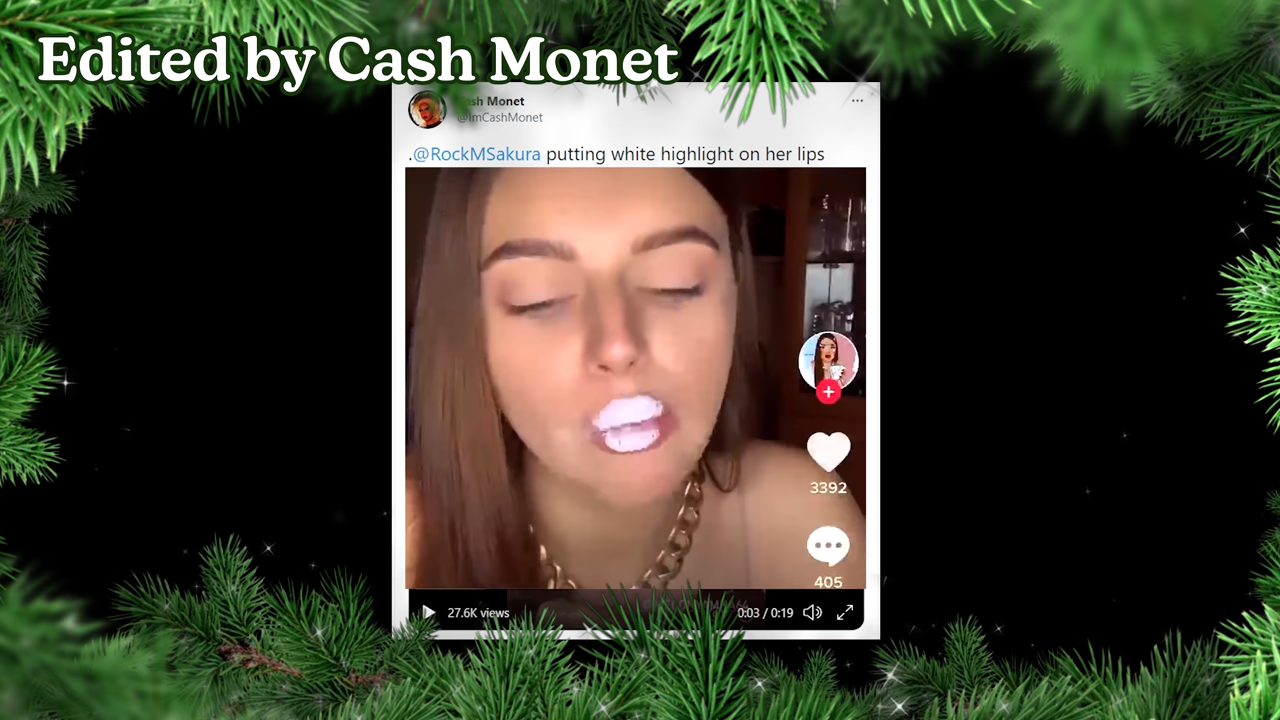 Edited by Cash Monet
Cash Monet
@ImCashMonet
.@RockMSakura putting white highlight on her lips
3392
405
27.6K views
0:03 / 0:19